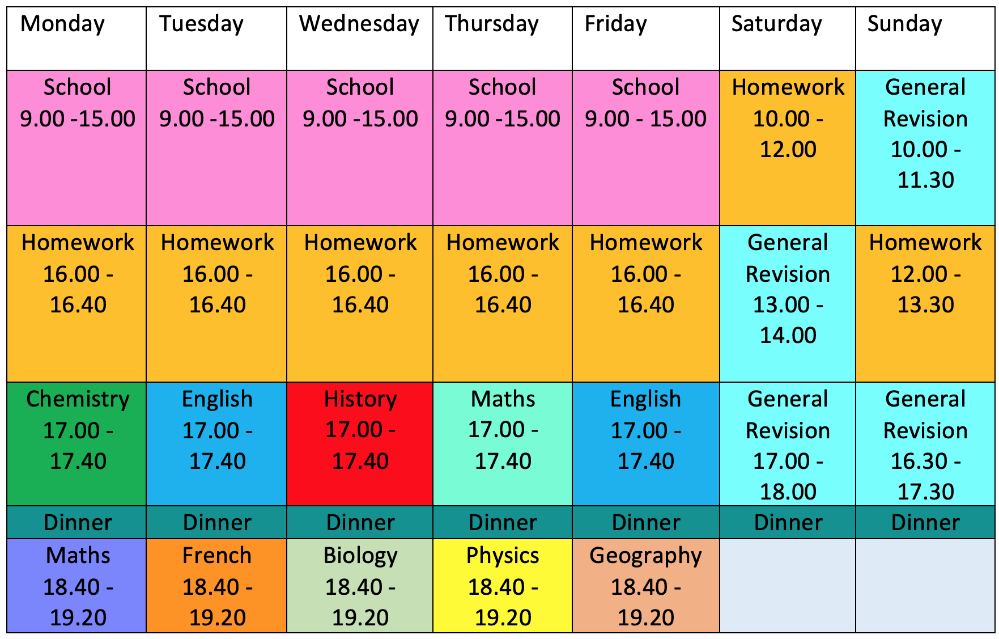 Monday
Tuesday
Wednesday
Thursday
Friday
Saturday
Sunday
School
9.00 -15.00
School
9.00 -15.00
School
9.00 -15.00
School
9.00 -15.00
School
9.00 - 15.00
Homework
10.00 -
12.00
General
Revision
10.00 -
11.30
Homework
16.00 -
16.40
Homework
16.00 -
16.40
Homework
16.00 -
16.40
Homework
16.00 -
16.40
Homework
16.00 -
16.40
General
Revision
13.00 -
14.00
Homework
12.00 -
13.30
Chemistry
17.00 -
17.40
English
17.00 -
17.40
History
17.00 -
17.40
Maths
17.00 -
17.40
English
17.00 -
17.40
General
Revision
17.00 -
18.00
General
Revision
16.30 -
17.30
Dinner
Dinner
Dinner
Dinner
Dinner
Dinner
Dinner
Maths
18.40 -
19.20
French
18.40 -
19.20
Biology
18.40 -
19.20
Physics
18.40 -
19.20
Geography
18.40 -
19.20